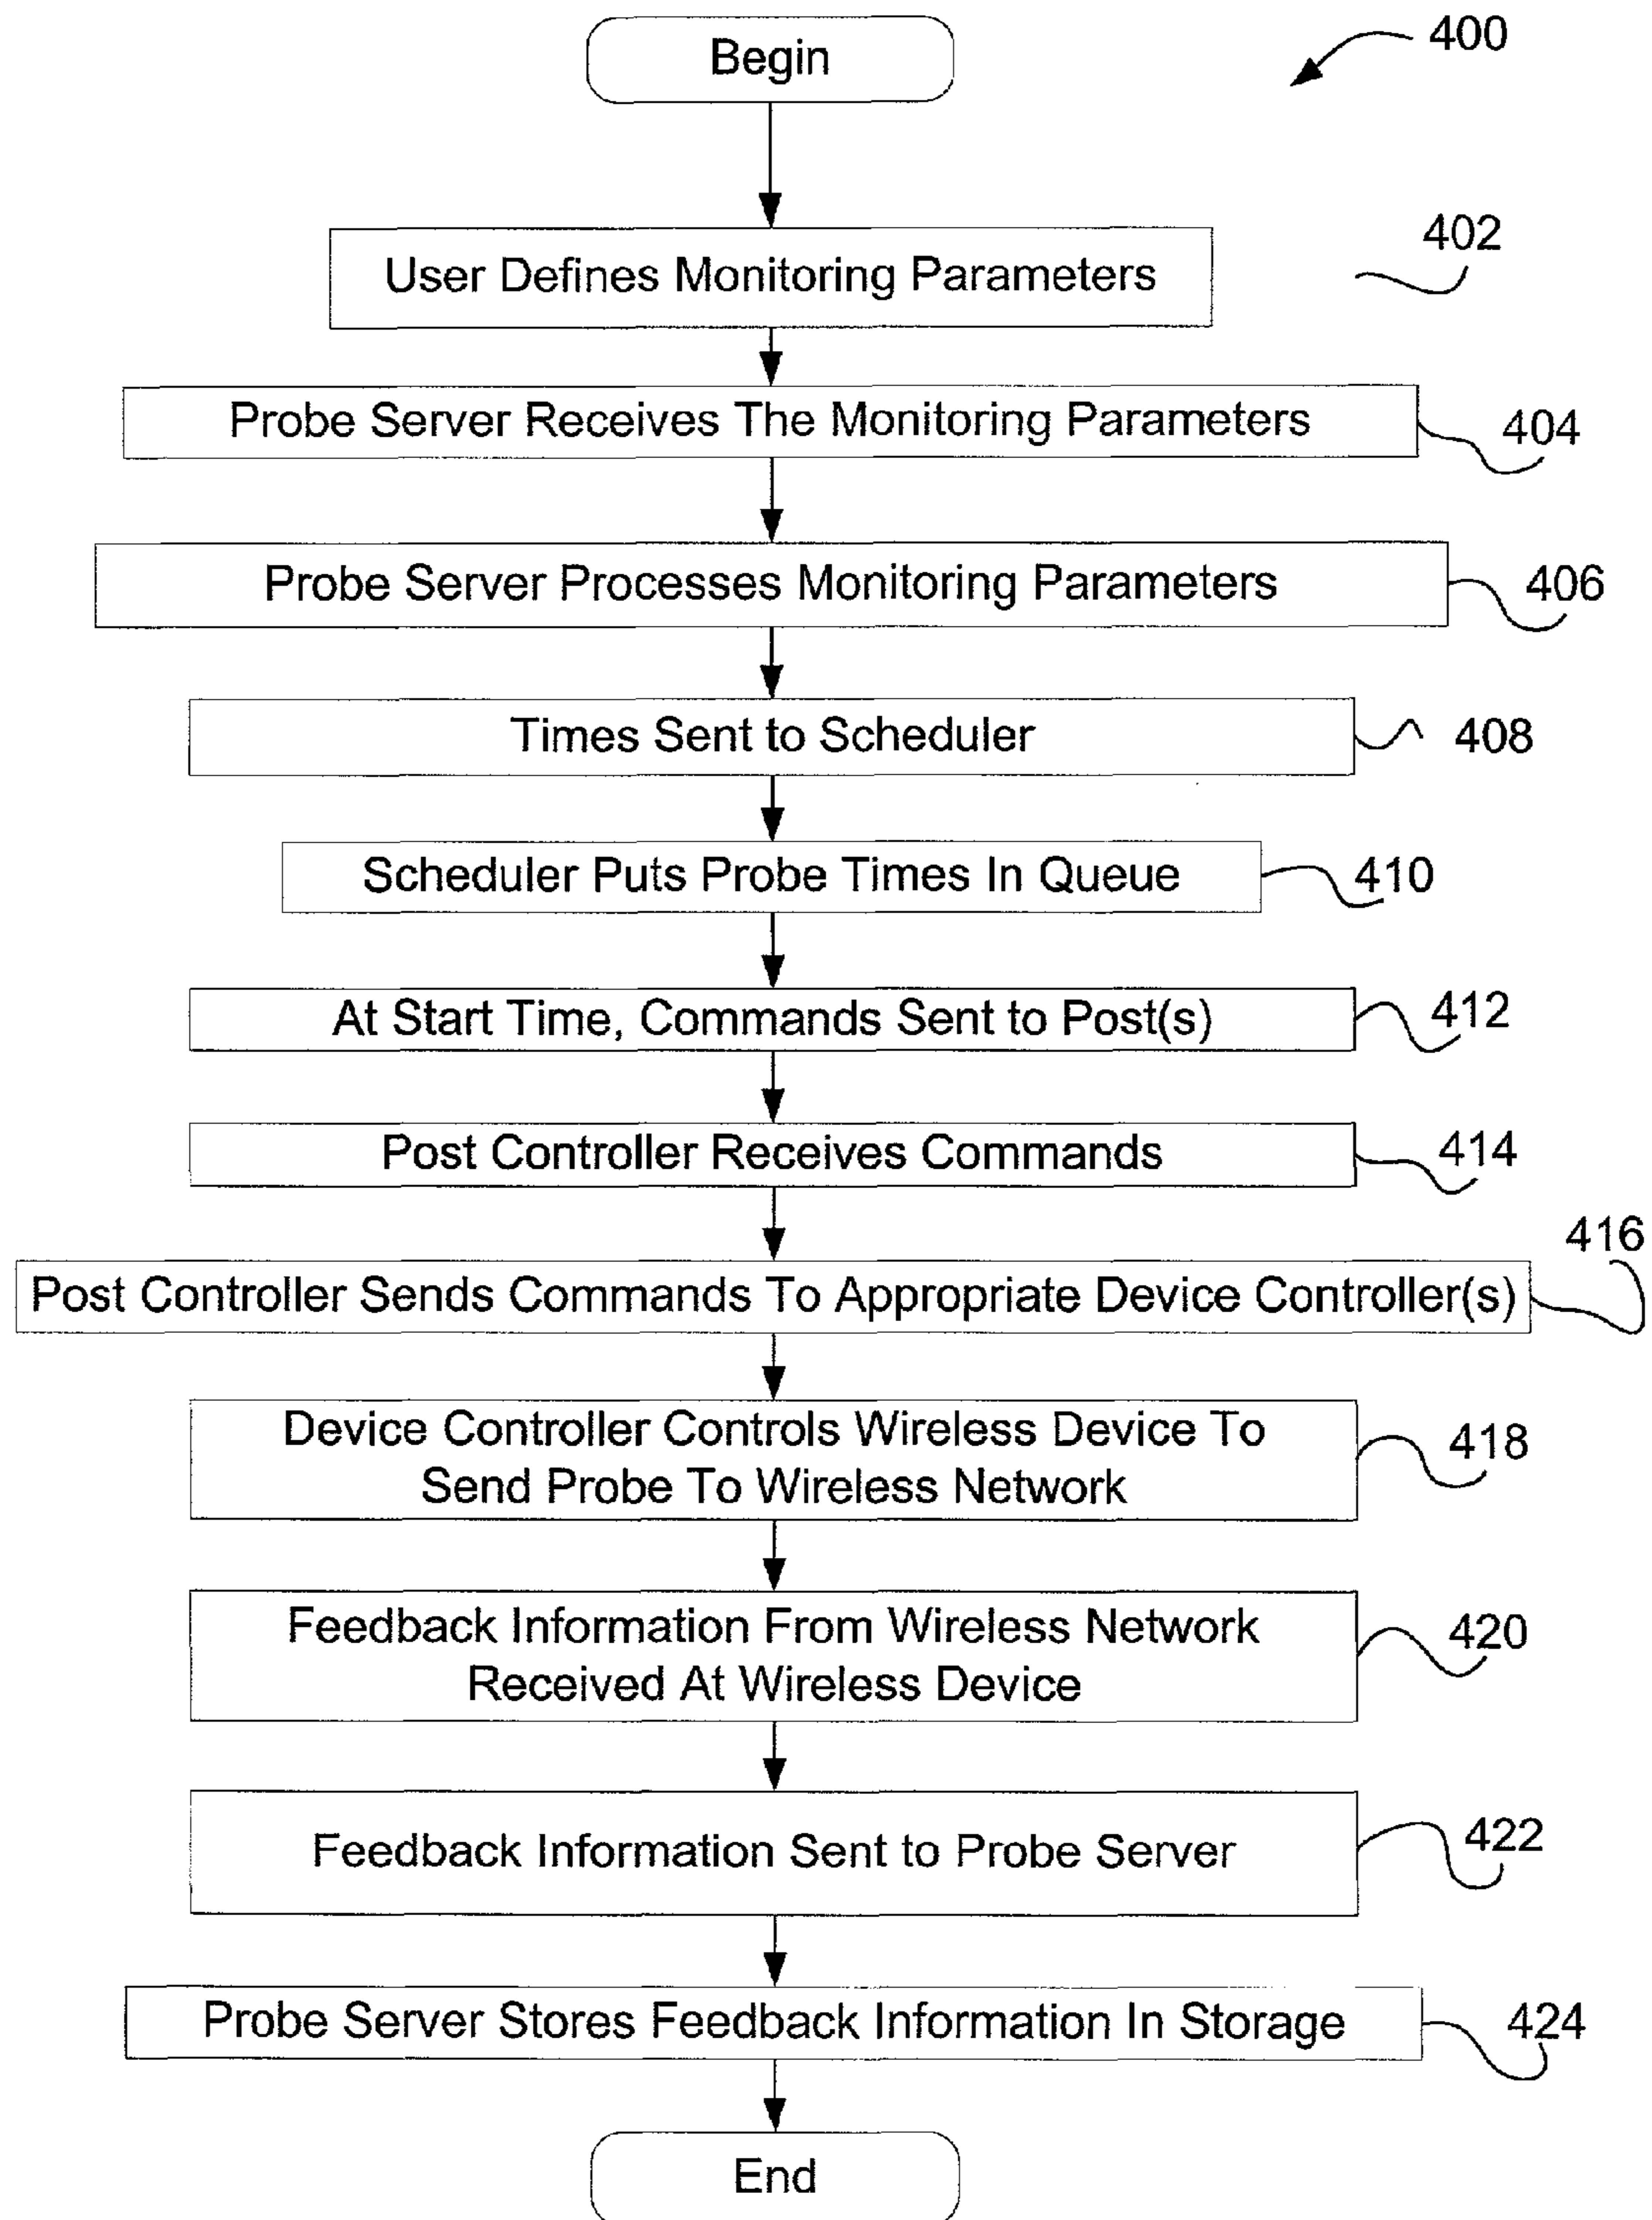 Begin
400
User Defines Monitoring Parameters
402
Probe Server Receives The Monitoring Parameters
404
Probe Server Processes Monitoring Parameters
406
Times Sent to Scheduler
408
Scheduler Puts Probe Times In Queue
410
At Start Time, Commands Sent to Post(s)
412
Post Controller Receives Commands
414
Post Controller Sends Commands To Appropriate Device Controller(s)
416
Device Controller Controls Wireless Device To
Send Probe To Wireless Network
418
Feedback Information From Wireless Network
Received At Wireless Device
420
Feedback Information Sent to Probe Server
422
Probe Server Stores Feedback Information In Storage
424
End